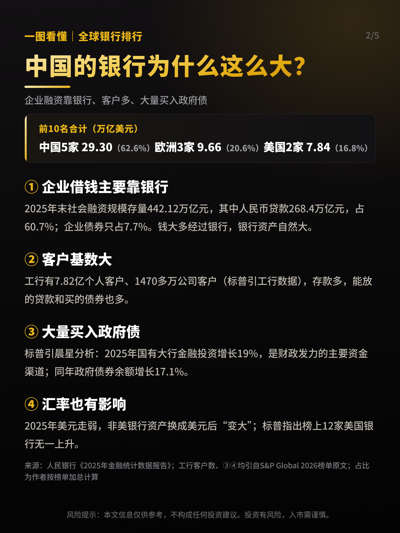 一图看懂｜全球银行排行
2/5
中国的银行为什么这么大？
企业融资靠银行、客户多、大量买入政府债
前10名合计（万亿美元）
中国5家 29.30（62.6%）欧洲3家 9.66（20.6%）美国2家 7.84（16.8%）
① 企业借钱主要靠银行
2025年末社会融资规模存量442.12万亿元，其中人民币贷款268.4万亿元，占
60.7%；企业债券只占7.7%。钱大多经过银行，银行资产自然大。
② 客户基数大
工行有7.82亿个人客户、1470多万公司客户（标普引工行数据），存款多，能放
的贷款和买的债券也多。
③ 大量买入政府债
标普引晨星分析：2025年国有大行金融投资增长19%，是财政发力的主要资金
渠道；同年政府债券余额增长17.1%。
④ 汇率也有影响
2025年美元走弱，非美银行资产换成美元后“变大”；标普指出榜上12家美国银
行无一上升。
来源：人民银行《2025年金融统计数据报告》；工行客户数、③④均引自S&P Global 2026榜单原文；占比
为作者按榜单加总计算
风险提示：本文信息仅供参考，不构成任何投资建议。投资有风险，入市需谨慎。